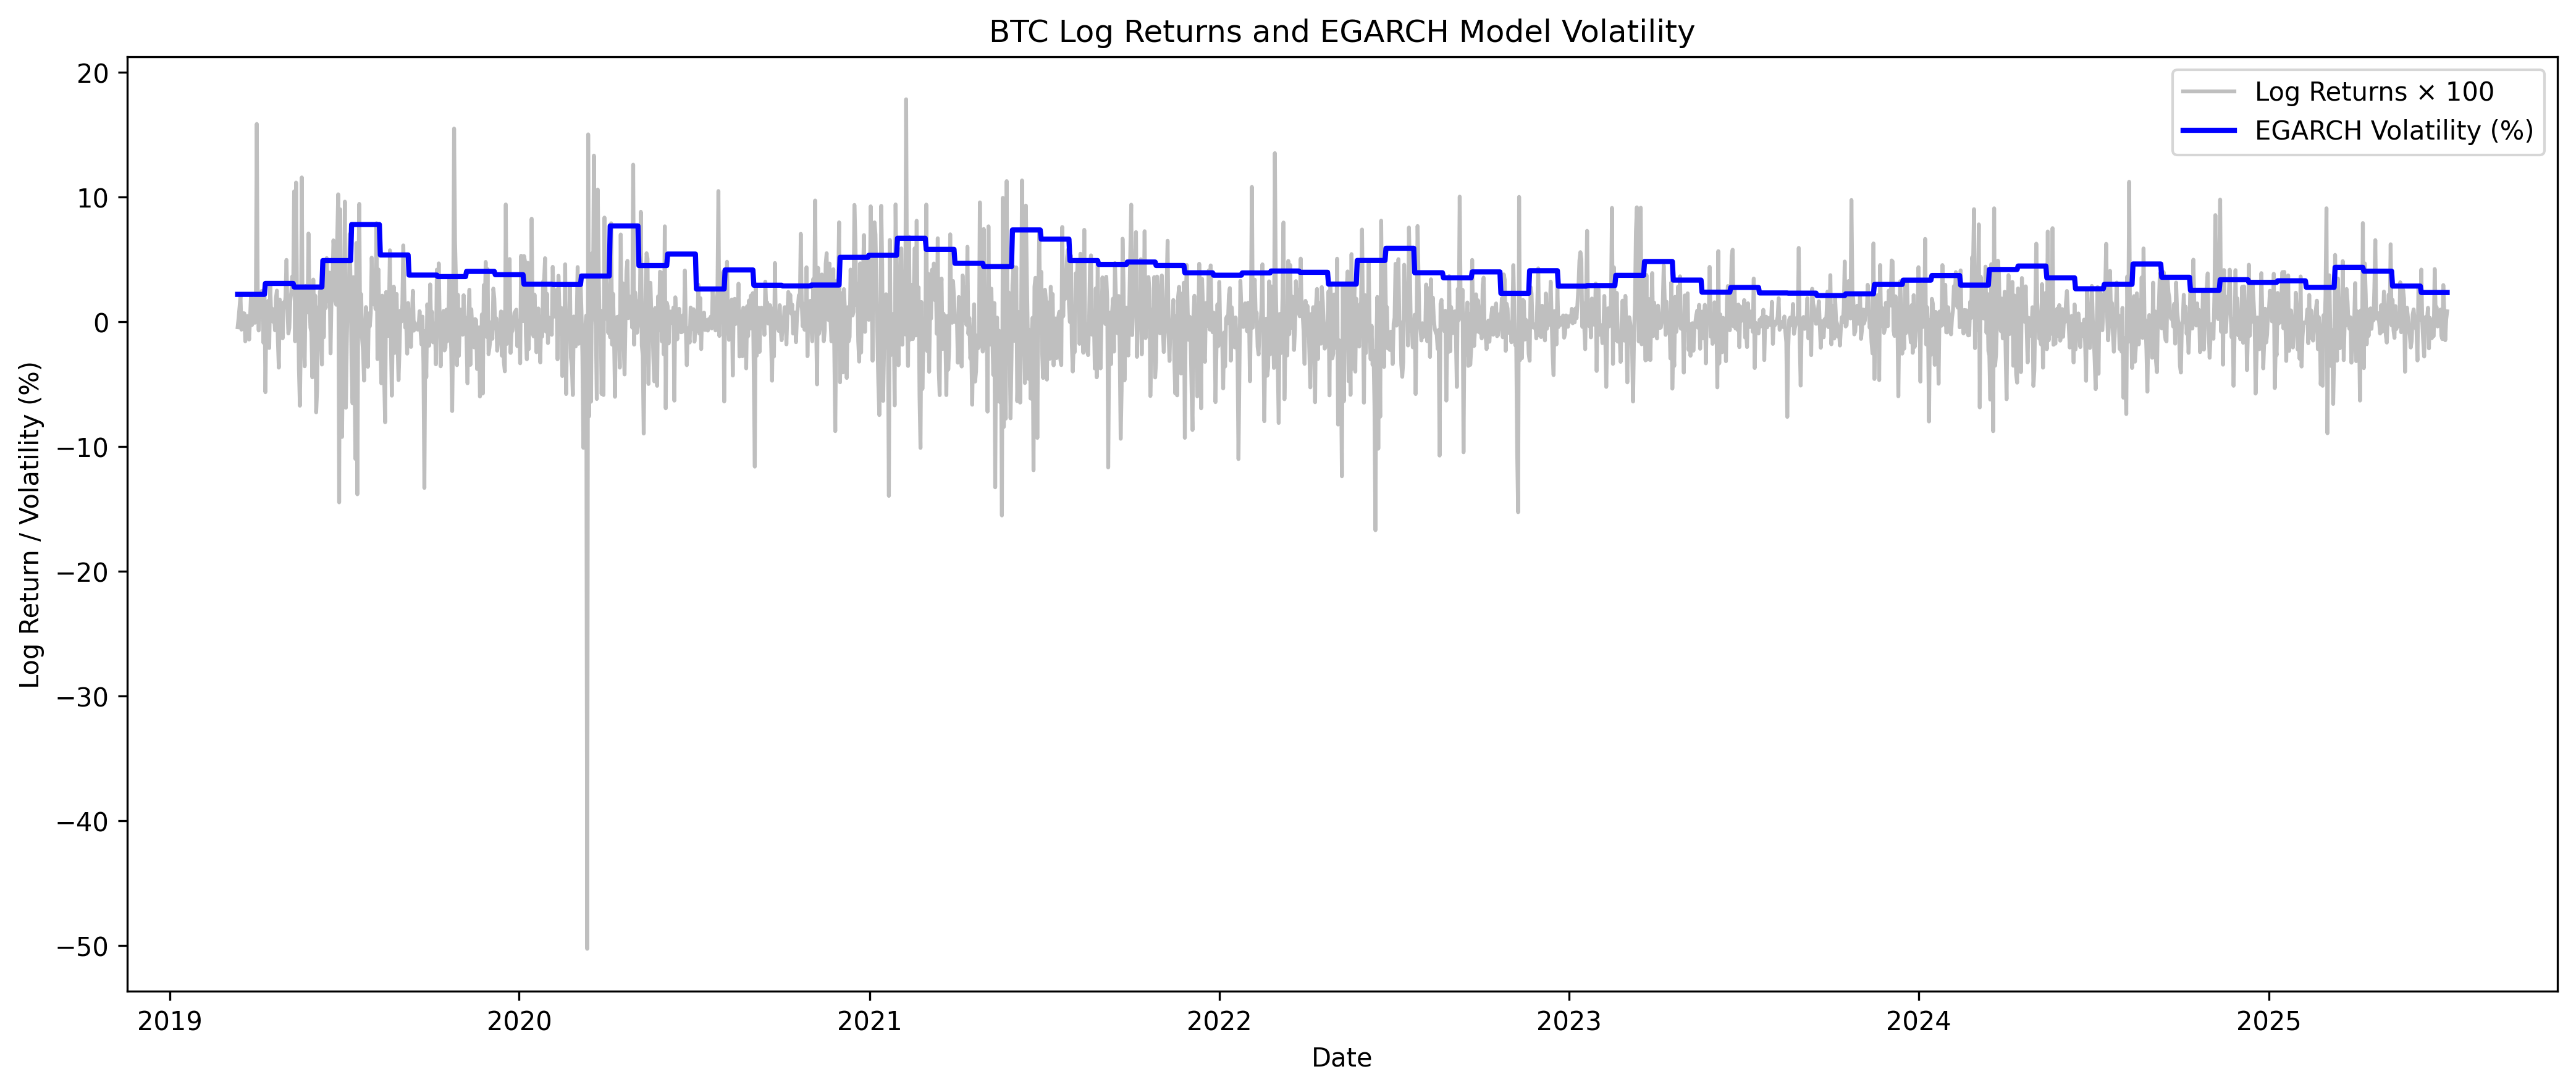 BTC Log Returns and EGARCH Model Volatility
Log Returns × 100
EGARCH Volatility (%)
Log Return / Volatility (%)
20
10
0
−10
−20
−30
−40
−50
2019 2020 2021 2022 2023 2024 2025
Date